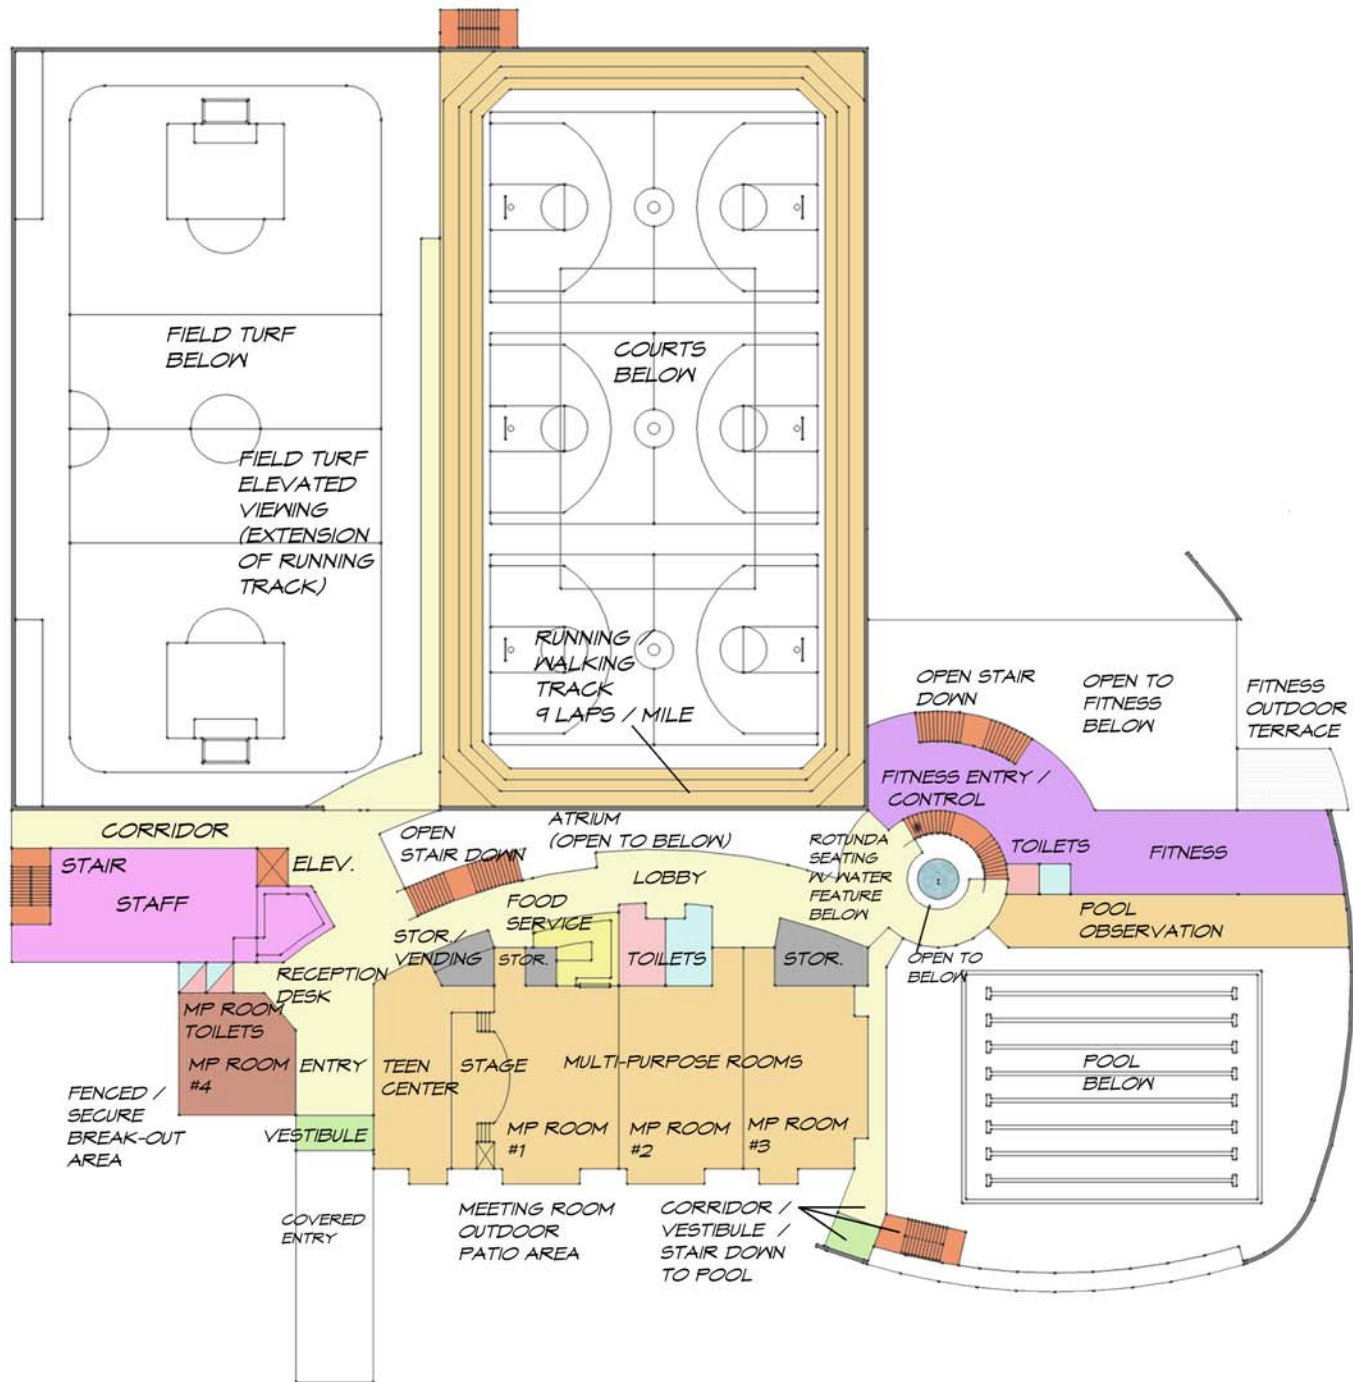 FIELD TURF
BELOW
COURTS
BELOW
FIELD TURF
ELEVATED
VIEWING
(EXTENSION
OF RUNNING
TRACK)
RUNNING /
WALKING
TRACK
9 LAPS / MILE
OPEN STAIR
DOWN
OPEN TO
FITNESS
BELOW
FITNESS
OUTDOOR
TERRACE
FITNESS ENTRY /
CONTROL
CORRIDOR
OPEN
STAIR DOWN
ATRIUM
(OPEN TO BELOW)
ROTUNDA
SEATING
W/ WATER
FEATURE
BELOW
TOILETS
FITNESS
STAIR
ELEV.
STAFF
LOBBY
FOOD
SERVICE
POOL
OBSERVATION
STOR./
VENDING
STOR.
TOILETS
STOR.
OPEN TO
BELOW
RECEPTION
DESK
MP ROOM
TOILETS
MP ROOM
#4
ENTRY
TEEN
CENTER
STAGE
MULTI-PURPOSE ROOMS
POOL
BELOW
FENCED /
SECURE
BREAK-OUT
AREA
VESTIBULE
MP ROOM
#1
MP ROOM
#2
MP ROOM
#3
COVERED
ENTRY
MEETING ROOM
OUTDOOR
PATIO AREA
CORRIDOR /
VESTIBULE /
STAIR DOWN
TO POOL